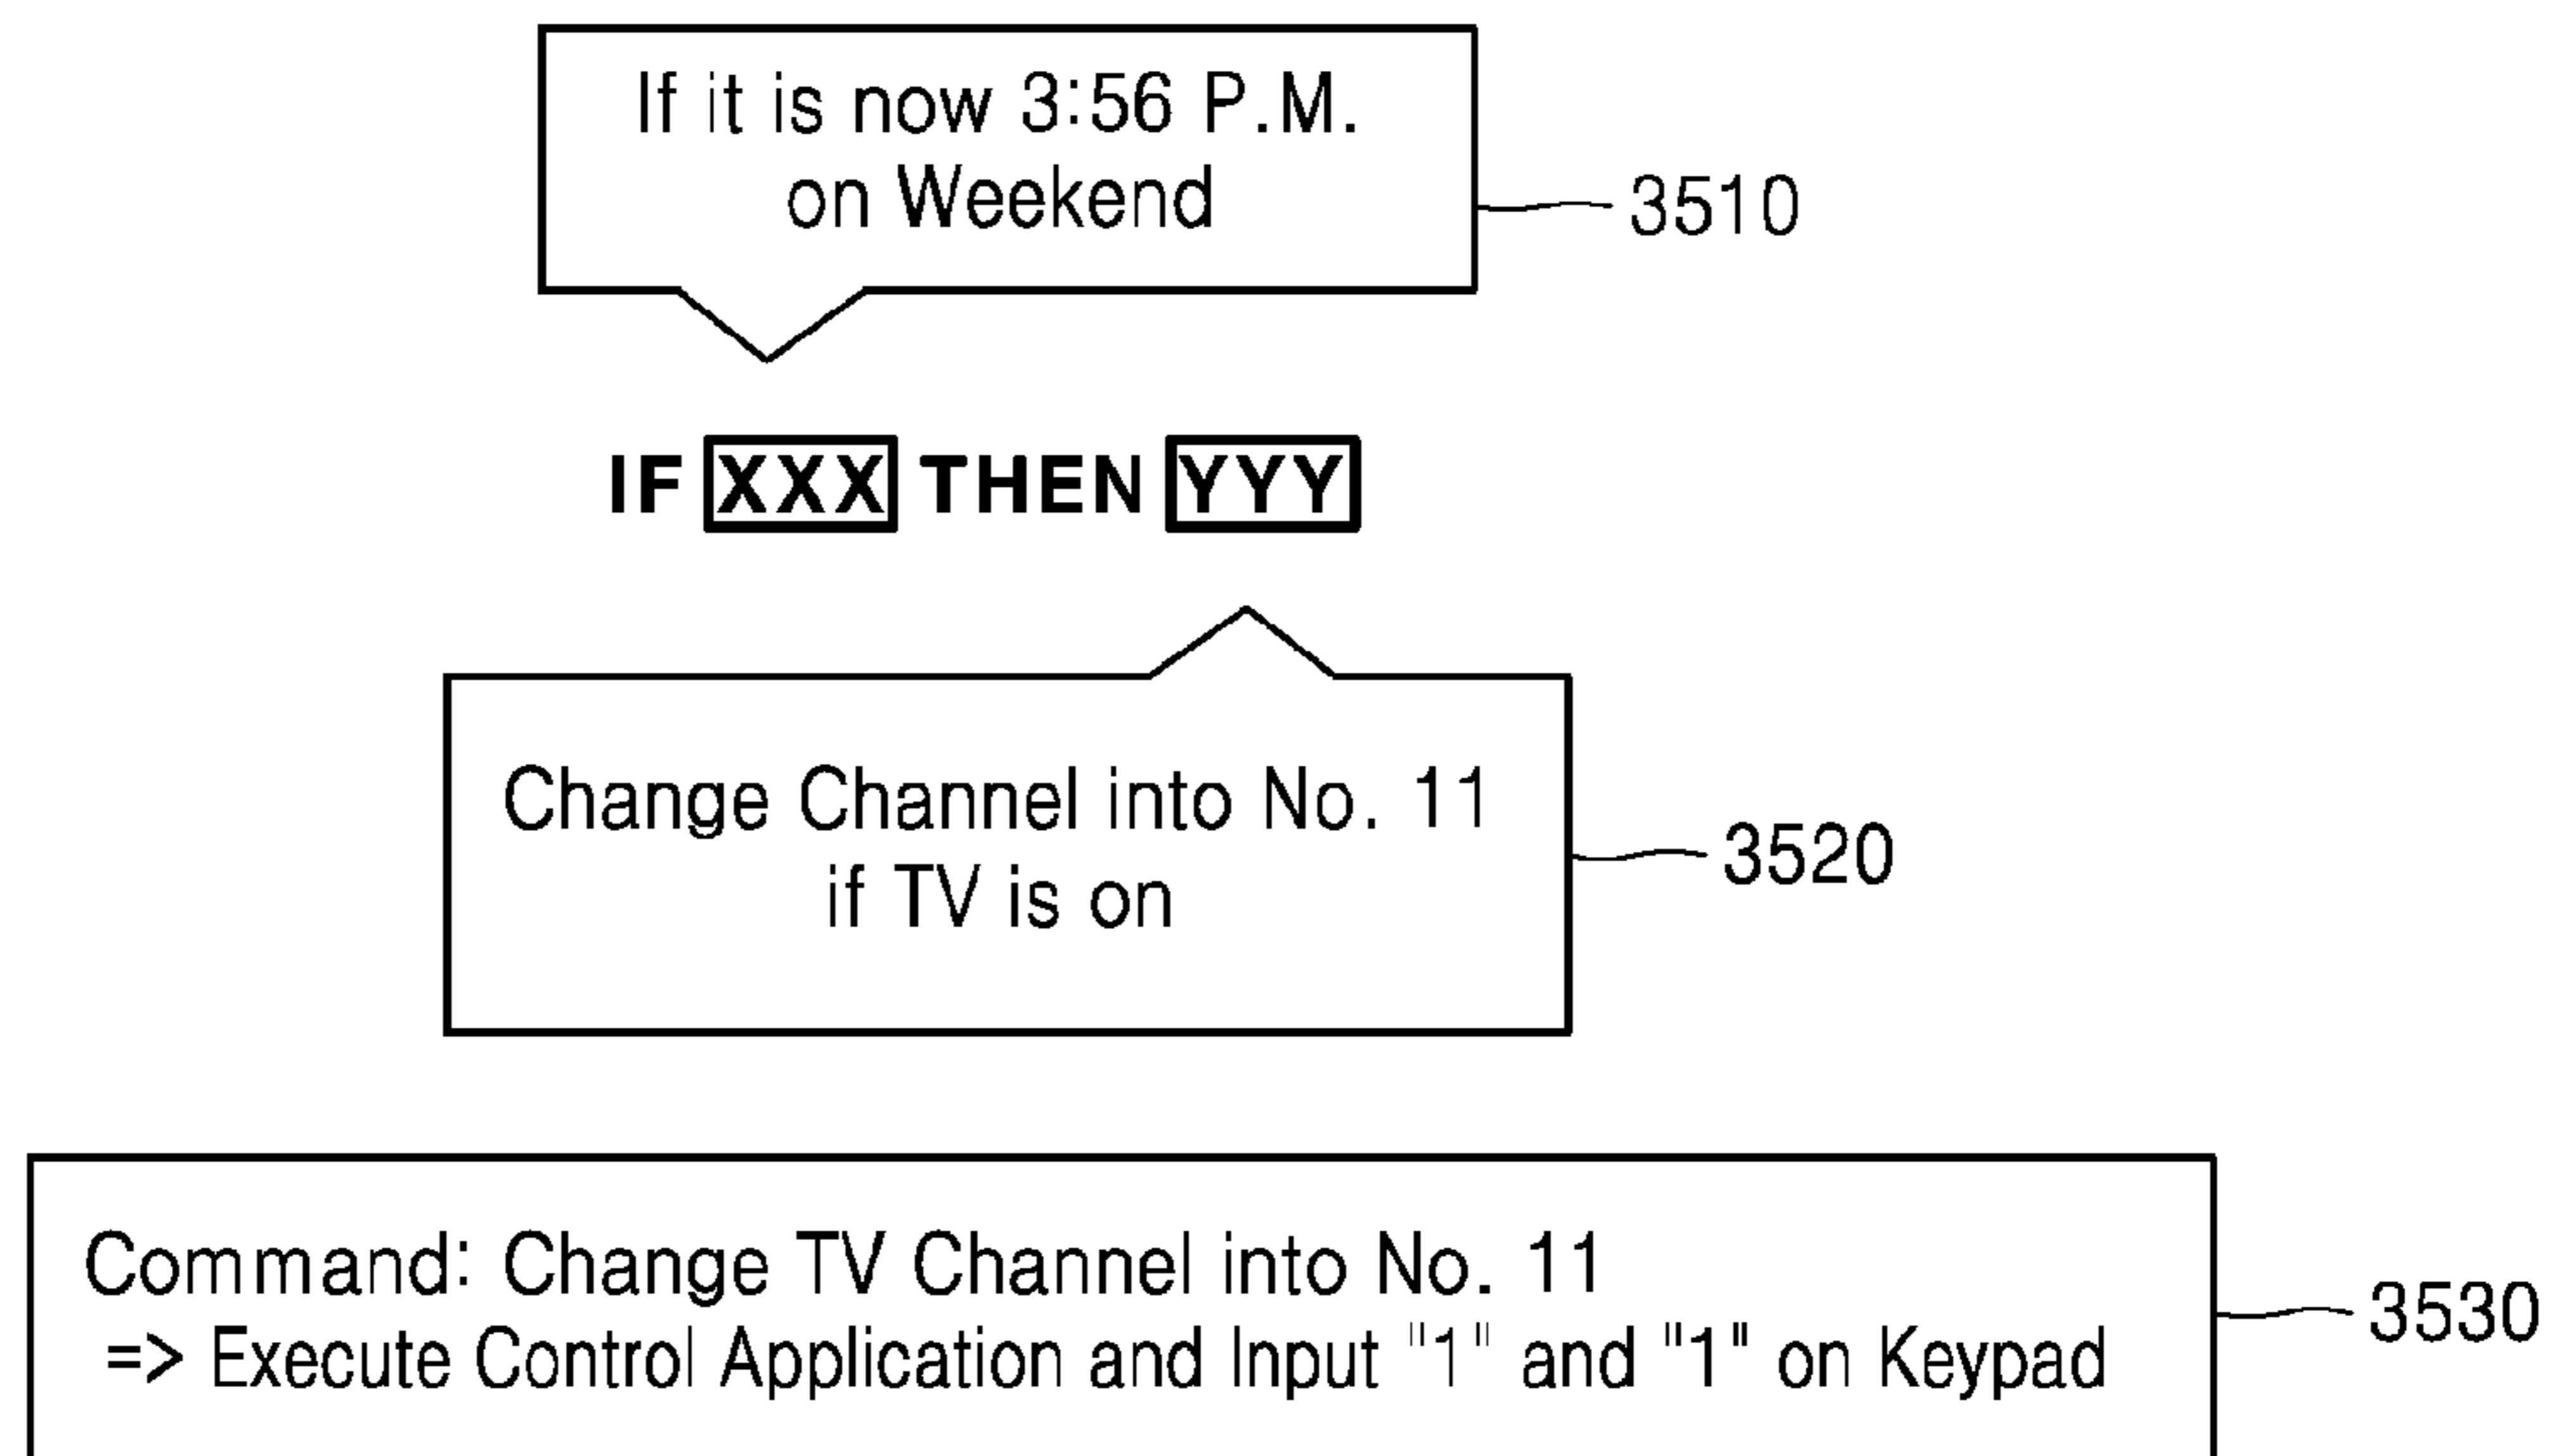 If it is now 3:56 P.M.
on Weekend
3510
IF XXX THEN YYY
Change Channel into No. 11
if TV is on
3520
Command: Change TV Channel into No. 11
=> Execute Control Application and Input "1" and "1" on Keypad
3530